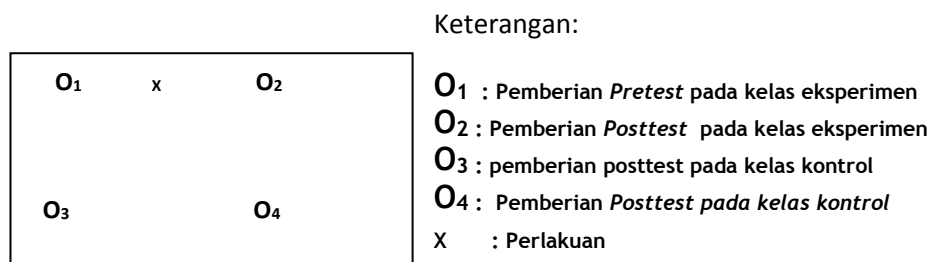 Keterangan:
O1 x O2
O3 O4
O1 : Pemberian Pretest pada kelas eksperimen
O2 : Pemberian Posttest pada kelas eksperimen
O3 : pemberian posttest pada kelas kontrol
O4 : Pemberian Posttest pada kelas kontrol
X : Perlakuan